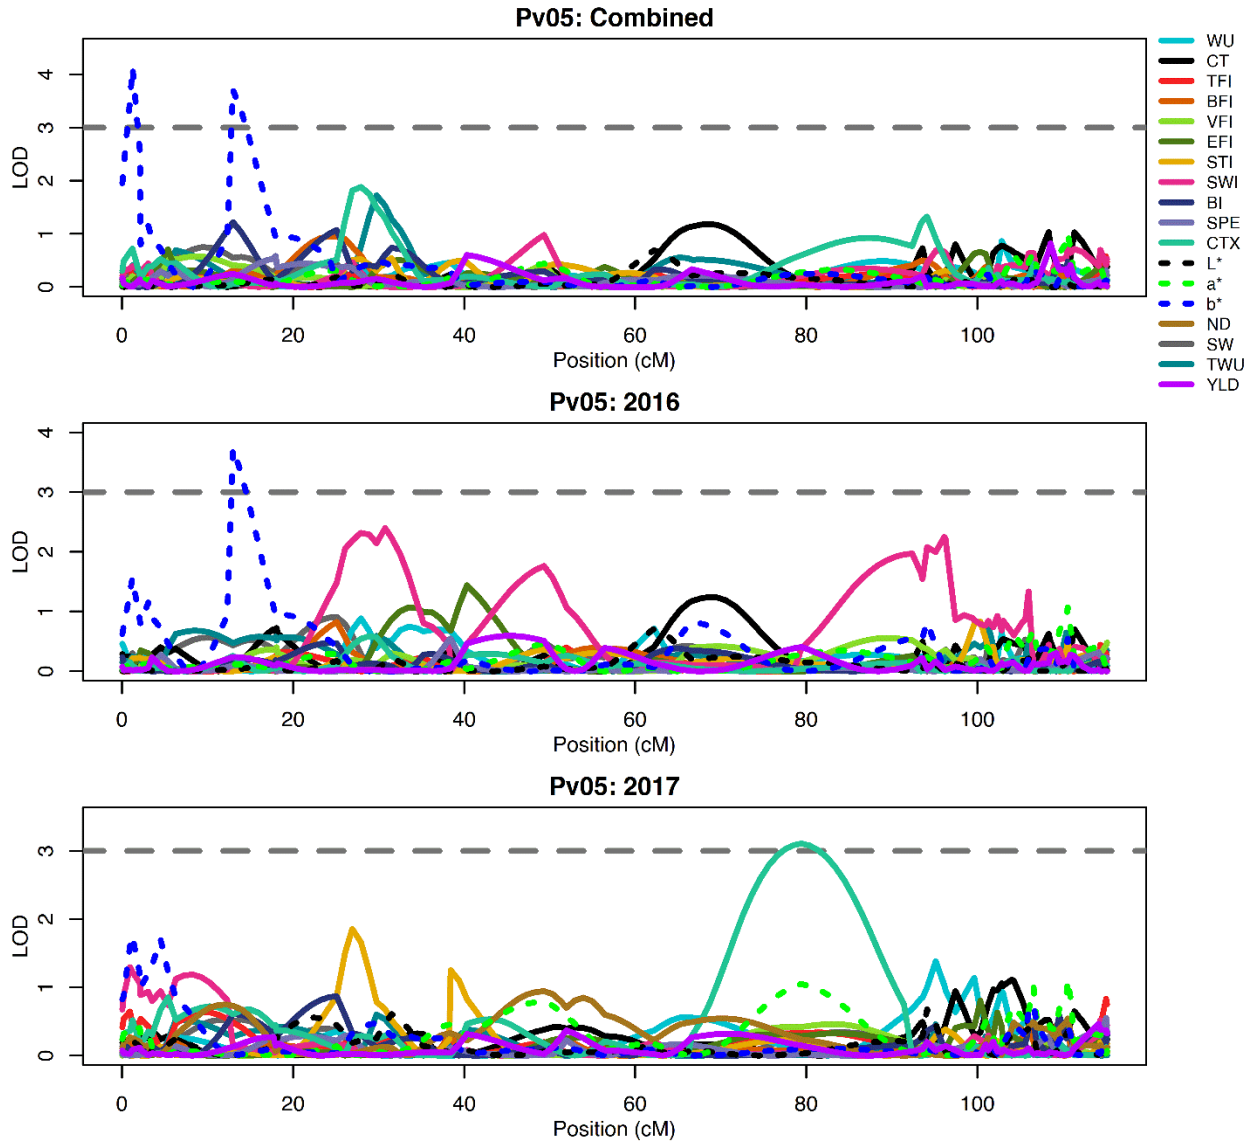 Pv05: Combined
LOD
4
3
2
1
0
0 20 40 60 80 100
Position (cM)
WU
CT
TFI
BFI
VFI
EFI
STI
SWI
BI
SPE
CTX
L*
a*
b*
ND
SW
TWU
YLD
Pv05: 2016
LOD
4
3
2
1
0
0 20 40 60 80 100
Position (cM)
Pv05: 2017
LOD
3
2
1
0
0 20 40 60 80 100
Position (cM)